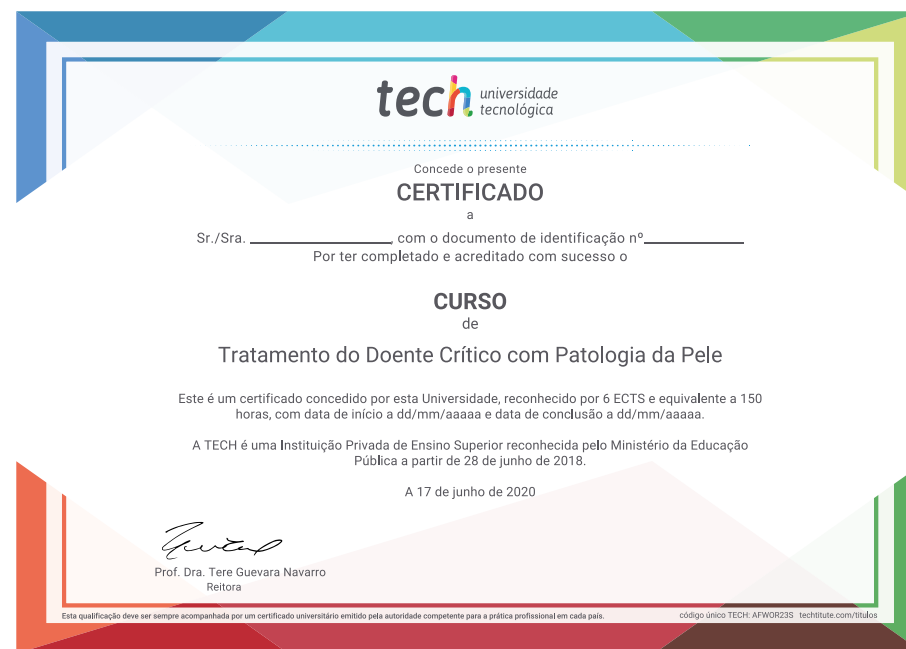 tech universidade
tecnológica
Concede o presente
CERTIFICADO
a
Sr./Sra. ____________________, com o documento de identificação nº______________
Por ter completado e acreditado com sucesso o
CURSO
de
Tratamento do Doente Crítico com Patologia da Pele
Este é um certificado concedido por esta Universidade, reconhecido por 6 ECTS e equivalente a 150
horas, com data de início a dd/mm/aaaaa e data de conclusão a dd/mm/aaaaa.
A TECH é uma Instituição Privada de Ensino Superior reconhecida pelo Ministério da Educação
Pública a partir de 28 de junho de 2018.
A 17 de junho de 2020
Prof. Dra. Tere Guevara Navarro
Reitora
Esta qualificação deve ser sempre acompanhada por um certificado universitário emitido pela autoridade competente para a prática profissional em cada país.
código único TECH: AFWOR23S techtitute.com/titulos